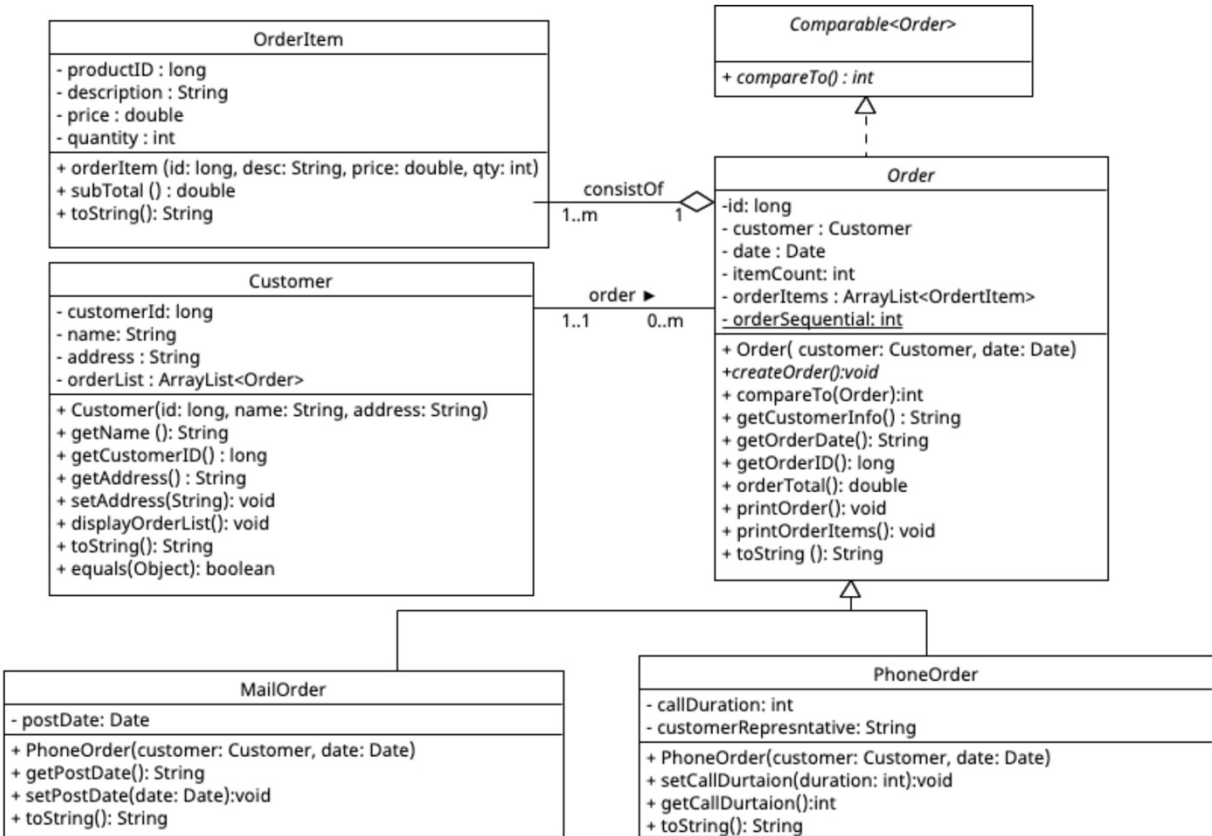 OrderItem
- productID : long
- description : String
- price : double
- quantity : int
+ orderItem (id: long, desc: String, price: double, qty: int)
+ subTotal () : double
+ toString(): String
Comparable<Order>
+ compareTo() : int
consistOf
1..m
1
Order
-id: long
- customer : Customer
- date : Date
- itemCount: int
- orderItems : ArrayList<OrdertItem>
- orderSequential: int
+ Order( customer: Customer, date: Date)
+createOrder():void
+ compareTo(Order):int
+ getCustomerInfo() : String
+ getOrderDate(): String
+ getOrderID(): long
+ orderTotal(): double
+ printOrder(): void
+ printOrderItems(): void
+ toString (): String
Customer
- customerId: long
- name: String
- address : String
- orderList : ArrayList<Order>
+ Customer(id: long, name: String, address: String)
+ getName (): String
+ getCustomerID() : long
+ getAddress() : String
+ setAddress(String): void
+ displayOrderList(): void
+ toString(): String
+ equals(Object): boolean
order ►
1..1
0..m
MailOrder
- postDate: Date
+ PhoneOrder(customer: Customer, date: Date)
+ getPostDate(): String
+ setPostDate(date: Date):void
+ toString(): String
PhoneOrder
- callDuration: int
- customerRepresntative: String
+ PhoneOrder(customer: Customer, date: Date)
+ setCallDurtaion(duration: int):void
+ getCallDurtaion():int
+ toString(): String